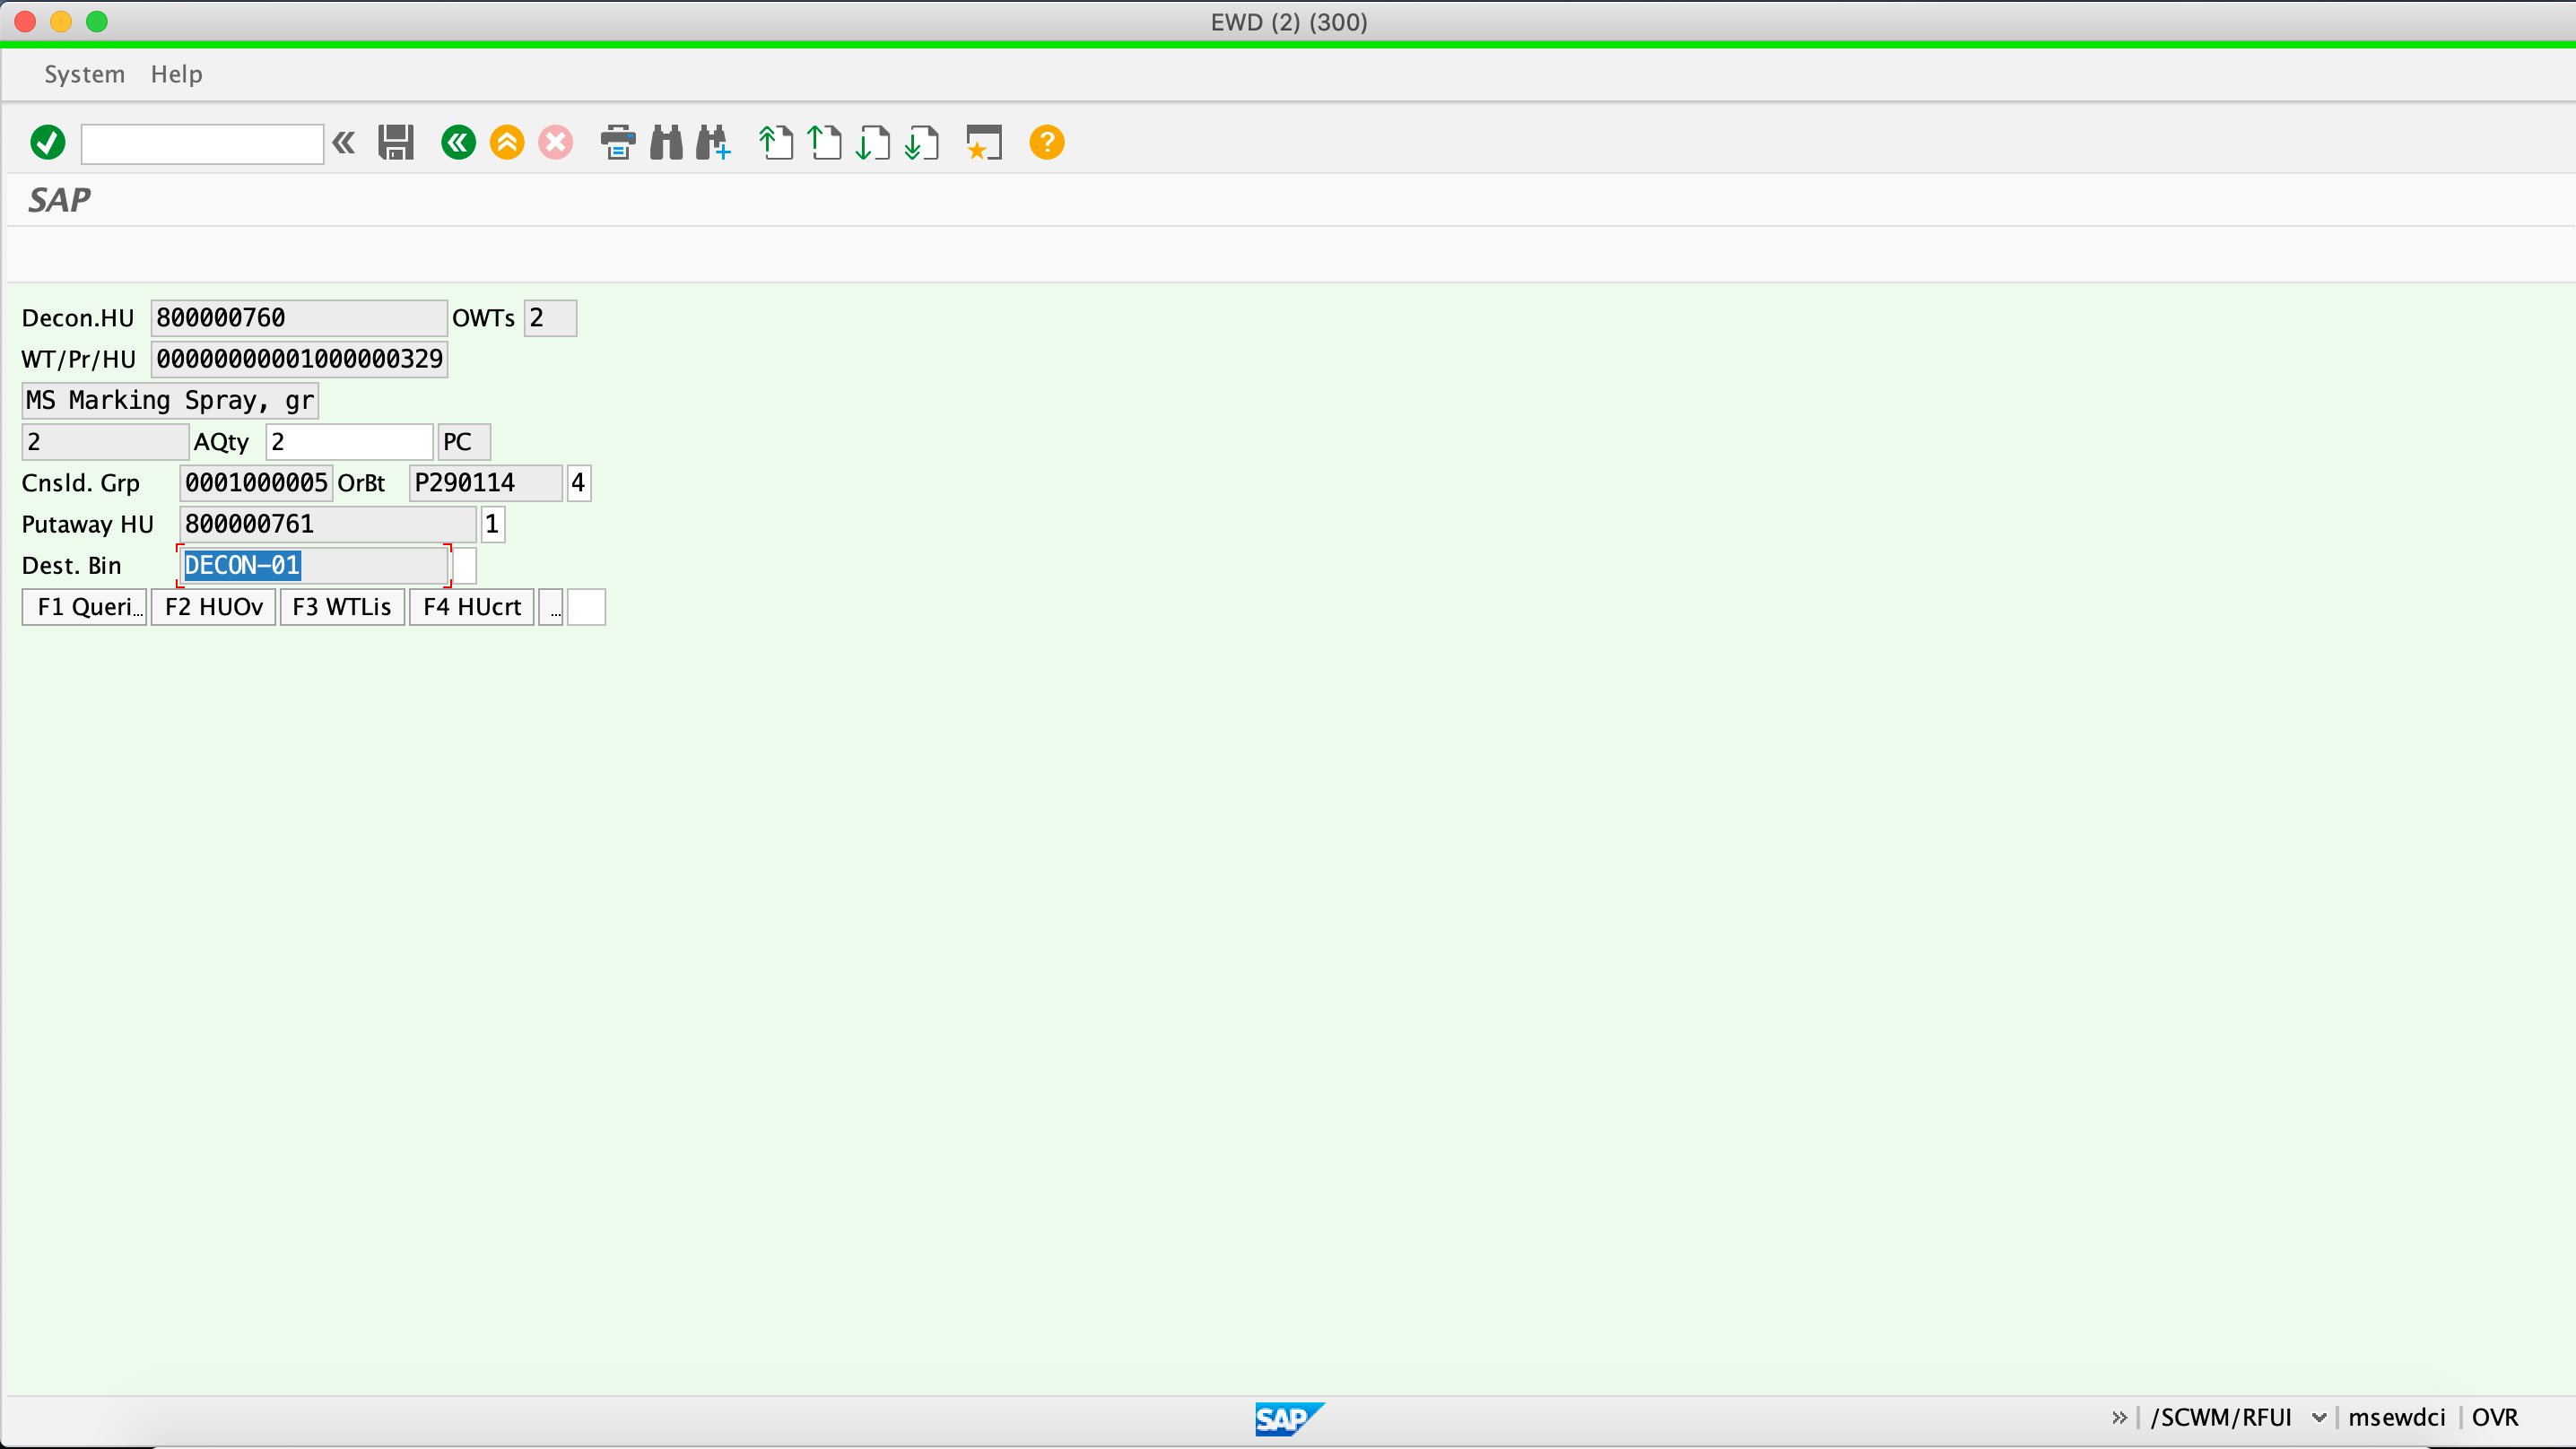 EWD (2) (300)
System Help
SAP
Decon.HU 800000760 OWTs 2
WT/Pr/HU 00000000001000000329
MS Marking Spray, gr
2 AQty 2 PC
Cnsld. Grp 0001000005 OrBt P290114 4
Putaway HU 800000761 1
Dest. Bin DECON-01
F1 Queri... F2 HUOv F3 WTLis F4 HUcrt ...
SAP /SCWM/RFUI msewdci OVR